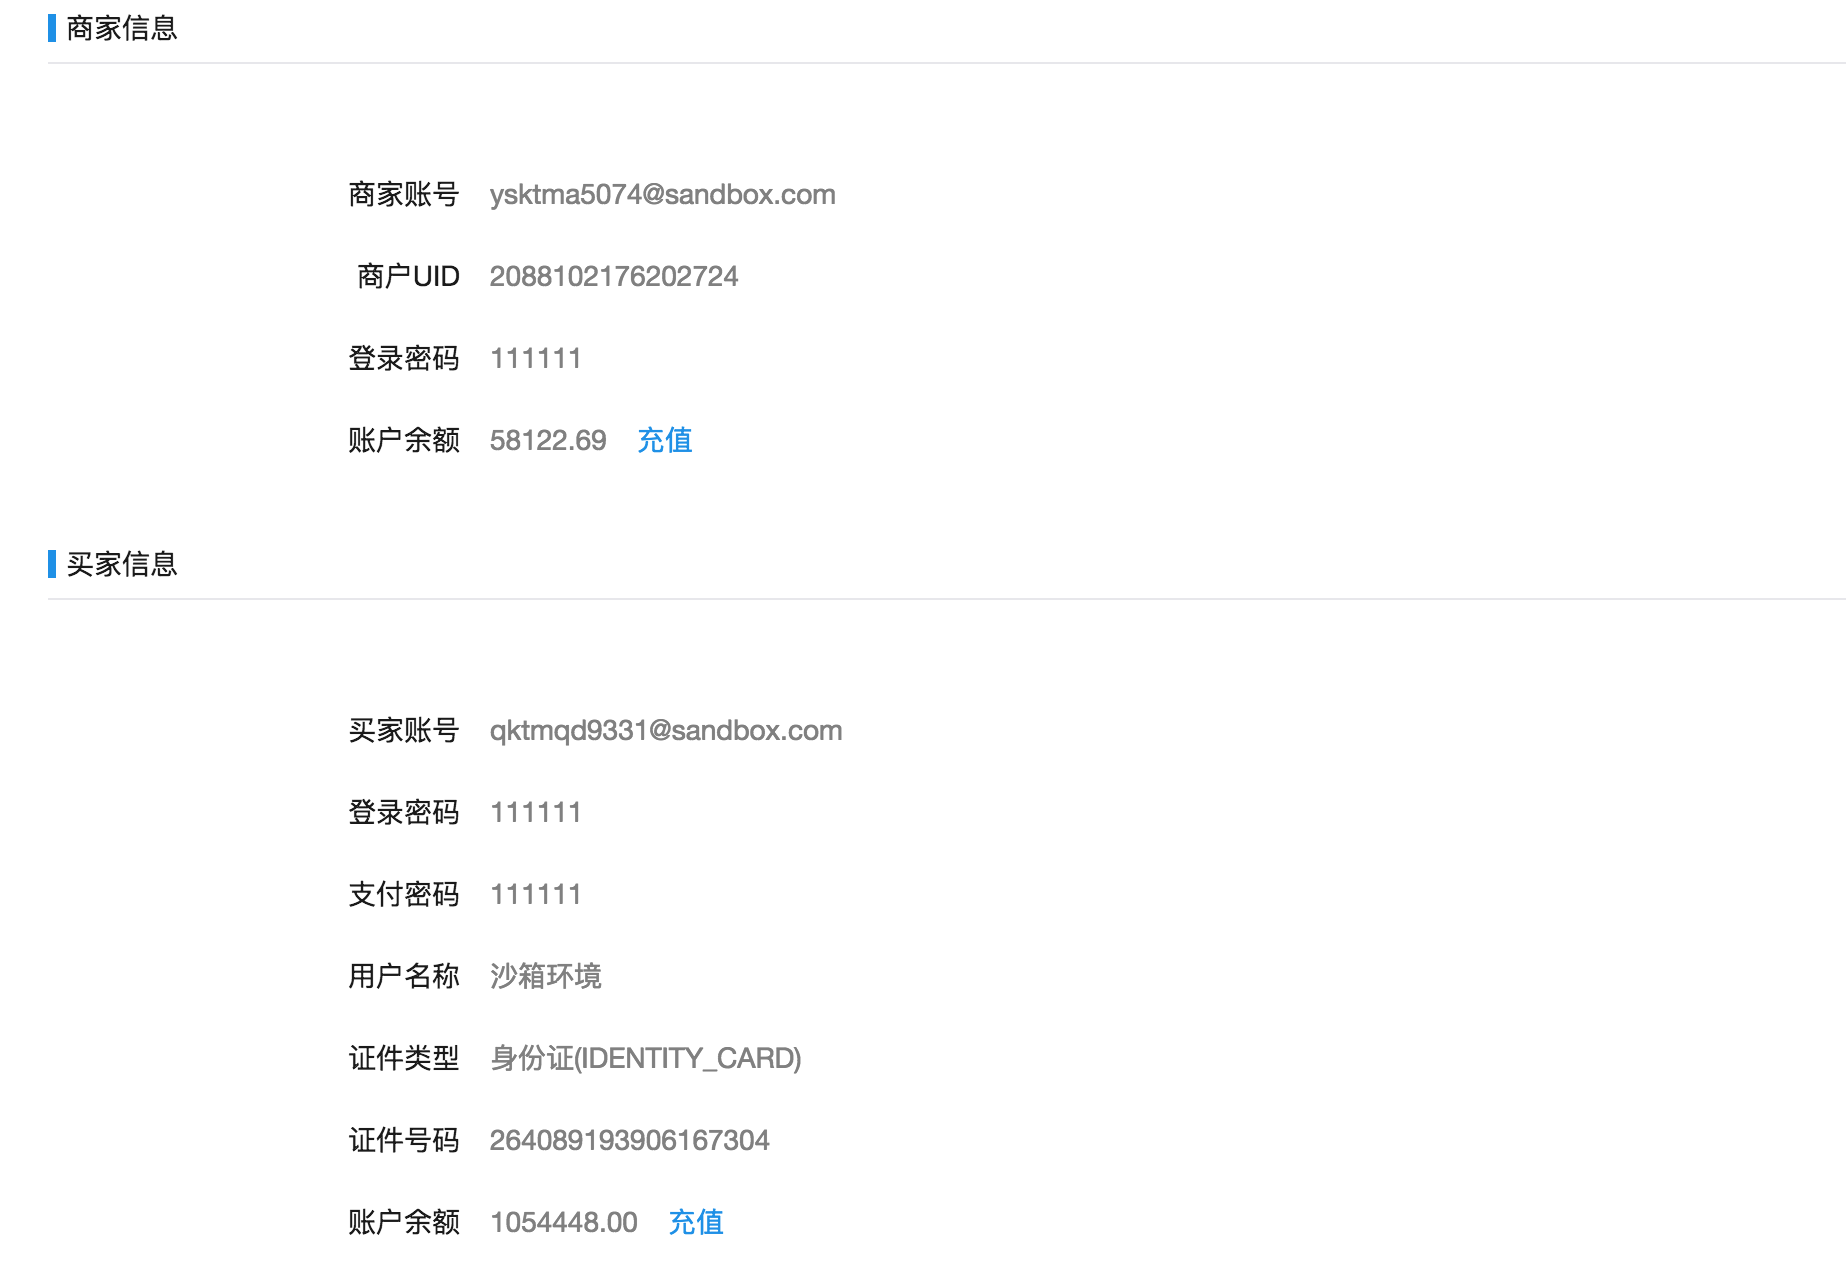 商家信息
商家账号 ysktma5074@sandbox.com
商户UID 2088102176202724
登录密码 111111
账户余额 58122.69 充值
买家信息
买家账号 qktmqd9331@sandbox.com
登录密码 111111
支付密码 111111
用户名称 沙箱环境
证件类型 身份证(IDENTITY_CARD)
证件号码 264089193906167304
账户余额 1054448.00 充值